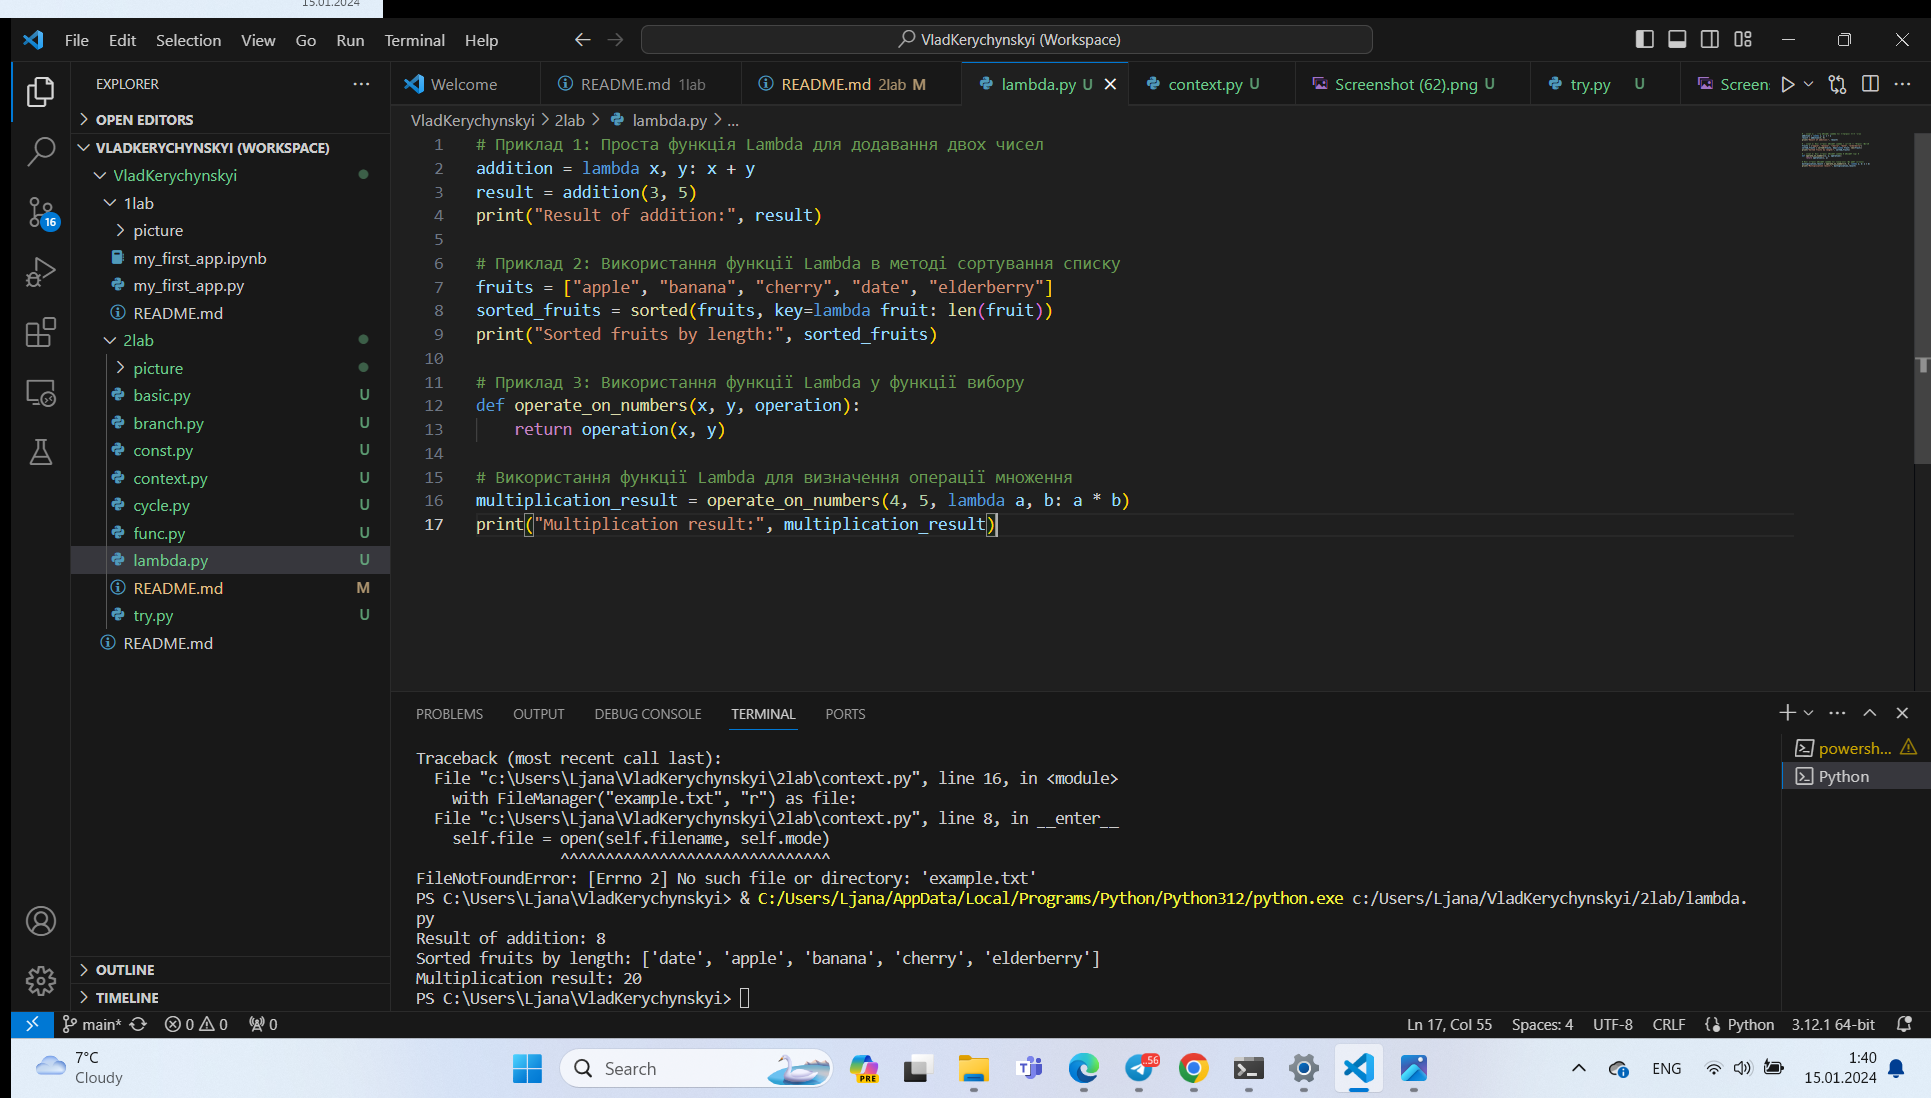 15.01.2024
File Edit Selection View Go Run Terminal Help
VladKerychynskyi (Workspace)
EXPLORER
Welcome
README.md 1lab
README.md 2lab M
lambda.py U
context.py U
Screenshot (62).png U
try.py U
Screen
OPEN EDITORS
VLADKERYCHYNSKYI (WORKSPACE)
VladKerychynskyi
1lab
picture
my_first_app.ipynb
my_first_app.py
README.md
2lab
picture
basic.py U
branch.py U
const.py U
context.py U
cycle.py U
func.py U
lambda.py U
README.md M
try.py U
README.md
OUTLINE
TIMELINE
16
VladKerychynskyi > 2lab > lambda.py > ...
1 # Приклад 1: Проста функція Lambda для додавання двох чисел
2 addition = lambda x, y: x + y
3 result = addition(3, 5)
4 print("Result of addition:", result)
5
6 # Приклад 2: Використання функції Lambda в методі сортування списку
7 fruits = ["apple", "banana", "cherry", "date", "elderberry"]
8 sorted_fruits = sorted(fruits, key=lambda fruit: len(fruit))
9 print("Sorted fruits by length:", sorted_fruits)
10
11 # Приклад 3: Використання функції Lambda у функції вибору
12 def operate_on_numbers(x, y, operation):
13 return operation(x, y)
14
15 # Використання функції Lambda для визначення операції множення
16 multiplication_result = operate_on_numbers(4, 5, lambda a, b: a * b)
17 print("Multiplication result:", multiplication_result)
PROBLEMS OUTPUT DEBUG CONSOLE TERMINAL PORTS
powersh...
Python
Traceback (most recent call last):
File "c:\Users\Ljana\VladKerychynskyi\2lab\context.py", line 16, in <module>
with FileManager("example.txt", "r") as file:
File "c:\Users\Ljana\VladKerychynskyi\2lab\context.py", line 8, in __enter__
self.file = open(self.filename, self.mode)
^^^^^^^^^^^^^^^^^^^^^^^^^^^^^^
FileNotFoundError: [Errno 2] No such file or directory: 'example.txt'
PS C:\Users\Ljana\VladKerychynskyi> & C:/Users/Ljana/AppData/Local/Programs/Python/Python312/python.exe c:/Users/Ljana/VladKerychynskyi/2lab/lambda.
py
Result of addition: 8
Sorted fruits by length: ['date', 'apple', 'banana', 'cherry', 'elderberry']
Multiplication result: 20
PS C:\Users\Ljana\VladKerychynskyi>
main* 0 0 0
Ln 17, Col 55 Spaces: 4 UTF-8 CRLF Python 3.12.1 64-bit
7°C
Cloudy
Search
PRE
..56
ENG
1:40
15.01.2024